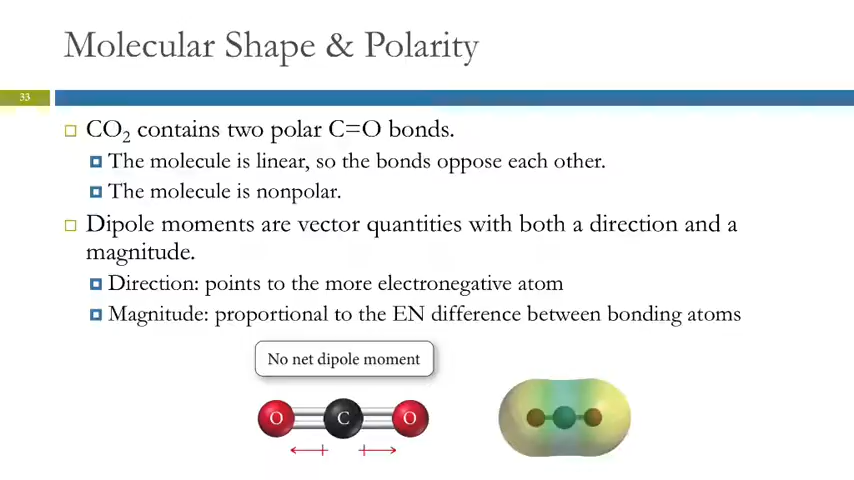 Molecular Shape & Polarity
33
CO₂ contains two polar C=O bonds.
The molecule is linear, so the bonds oppose each other.
The molecule is nonpolar.
Dipole moments are vector quantities with both a direction and a
magnitude.
Direction: points to the more electronegative atom
Magnitude: proportional to the EN difference between bonding atoms
No net dipole moment
O C O